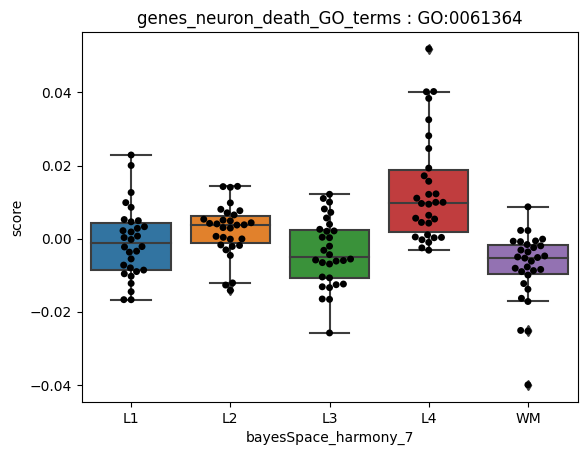 genes_neuron_death_GO_terms : GO:0061364
0.04
0.02
0.00
−0.02
−0.04
score
L1 L2 L3 L4 WM
bayesSpace_harmony_7